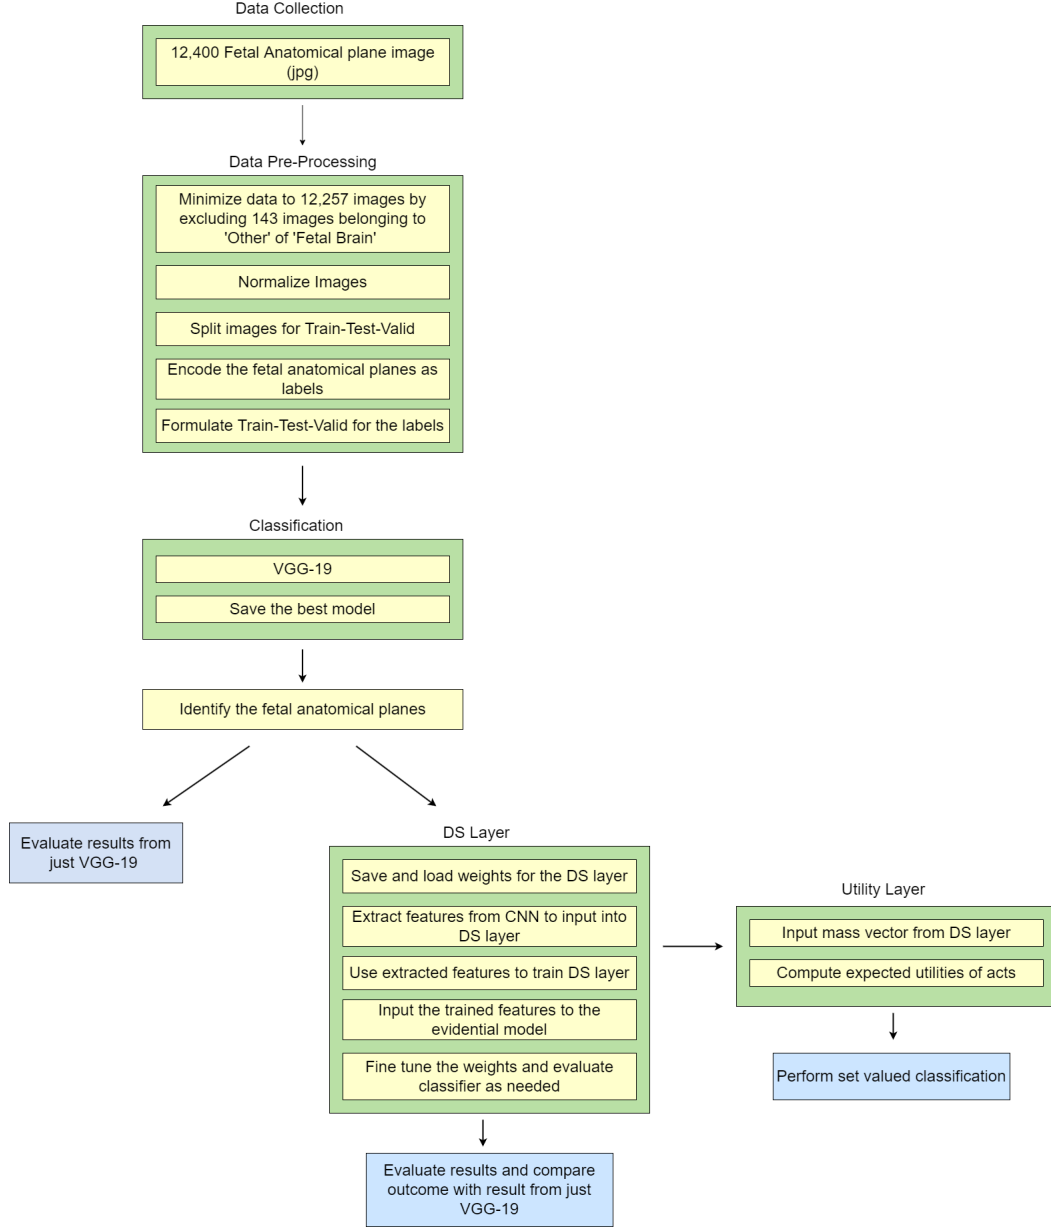 Data Collection
12,400 Fetal Anatomical plane image
(jpg)
Data Pre-Processing
Minimize data to 12,257 images by
excluding 143 images belonging to
'Other' of 'Fetal Brain'
Normalize Images
Split images for Train-Test-Valid
Encode the fetal anatomical planes as
labels
Formulate Train-Test-Valid for the labels
Classification
VGG-19
Save the best model
Identify the fetal anatomical planes
Evaluate results from
just VGG-19
DS Layer
Save and load weights for the DS layer
Extract features from CNN to input into
DS layer
Use extracted features to train DS layer
Input the trained features to the
evidential model
Fine tune the weights and evaluate
classifier as needed
Utility Layer
Input mass vector from DS layer
Compute expected utilities of acts
Perform set valued classification
Evaluate results and compare
outcome with result from just
VGG-19